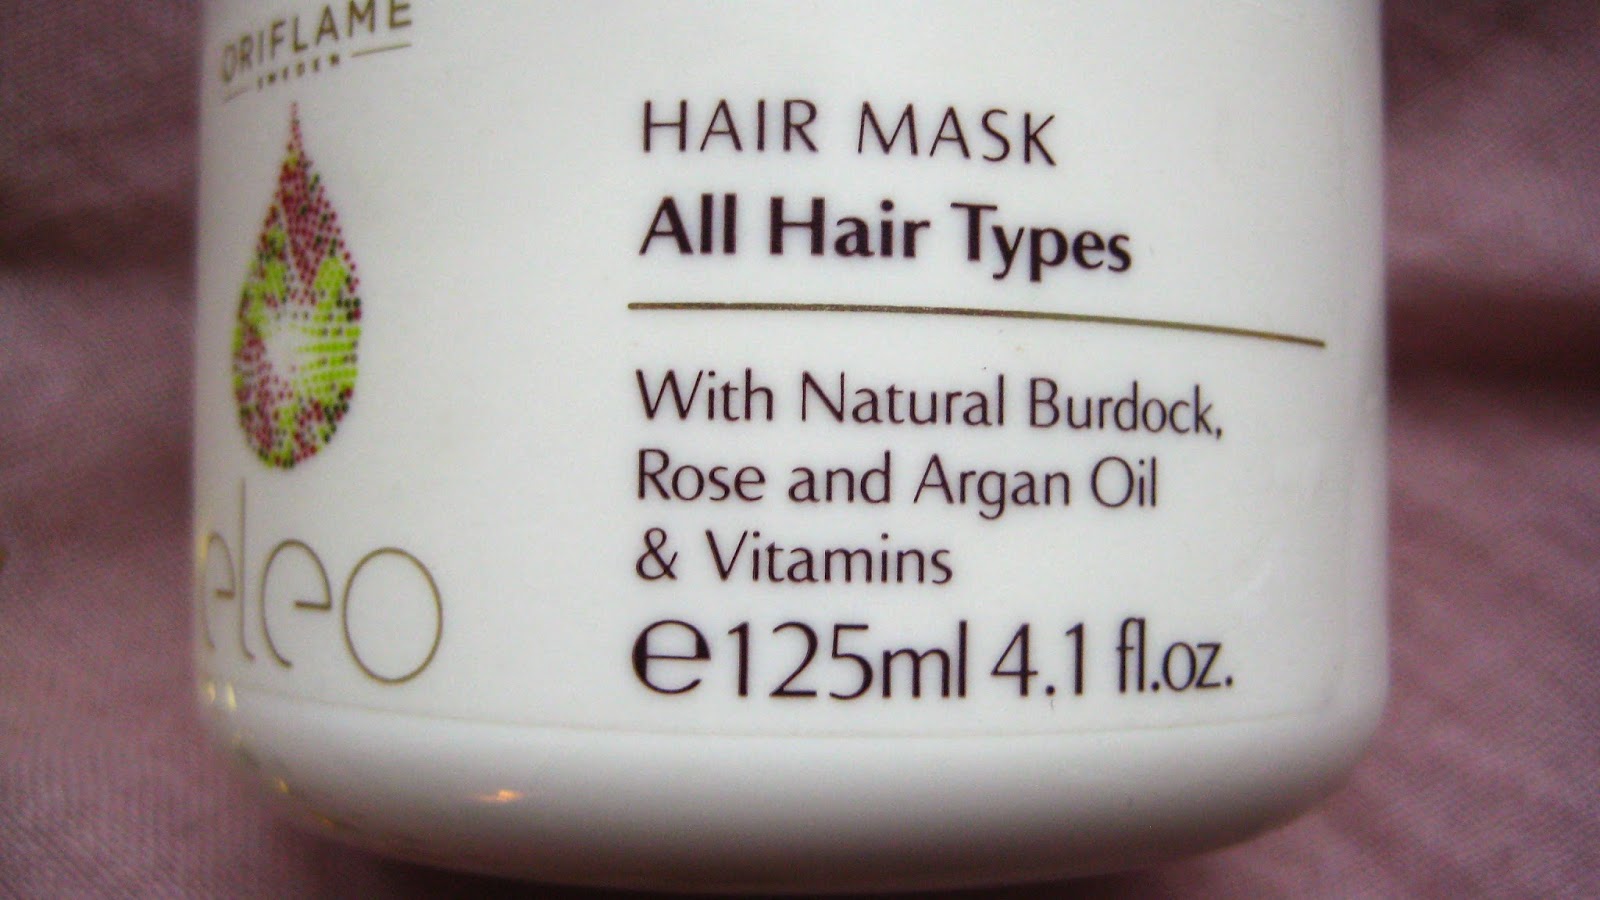 ORIFLAME
SWEDEN
eleo
HAIR MASK
All Hair Types
With Natural Burdock,
Rose and Argan Oil
& Vitamins
℮125ml 4.1 fl.oz.